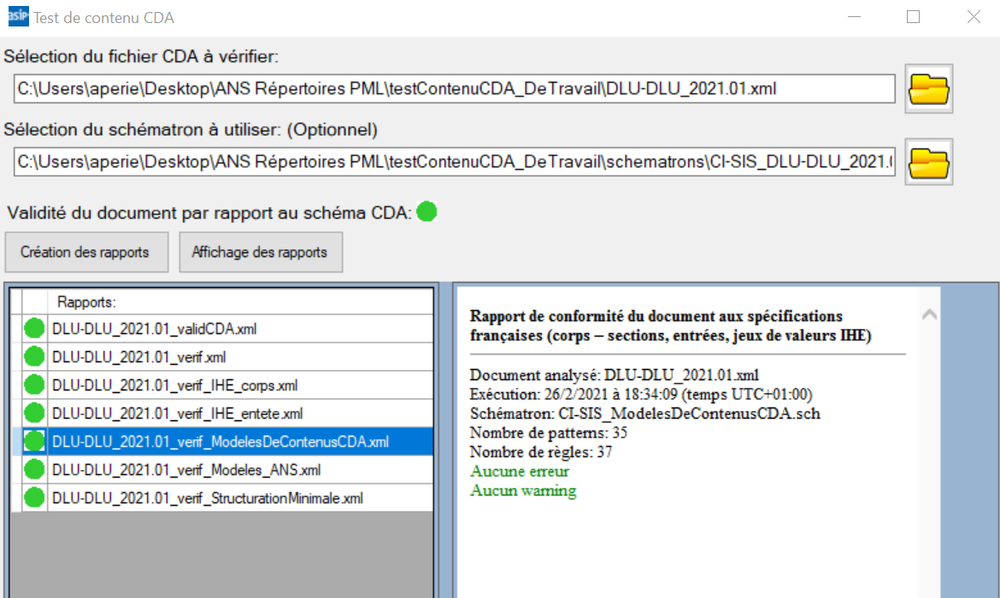 asip
Test de contenu CDA
Sélection du fichier CDA à vérifier:
C:\Users\aperie\Desktop\ANS Répertoires PML\testContenuCDA_DeTravail\DLU-DLU_2021.01.xml
Sélection du schématron à utiliser: (Optionnel)
C:\Users\aperie\Desktop\ANS Répertoires PML\testContenuCDA_DeTravail\schematrons\CI-SIS_DLU-DLU_2021.
Validité du document par rapport au schéma CDA:
Création des rapports
Affichage des rapports
Rapports:
DLU-DLU_2021.01_validCDA.xml
DLU-DLU_2021.01_verif.xml
DLU-DLU_2021.01_verif_IHE_corps.xml
DLU-DLU_2021.01_verif_IHE_entete.xml
DLU-DLU_2021.01_verif_ModelesDeContenusCDA.xml
DLU-DLU_2021.01_verif_Modeles_ANS.xml
DLU-DLU_2021.01_verif_StructurationMinimale.xml
Rapport de conformité du document aux spécifications
françaises (corps – sections, entrées, jeux de valeurs IHE)
Document analysé: DLU-DLU_2021.01.xml
Exécution: 26/2/2021 à 18:34:09 (temps UTC+01:00)
Schématron: CI-SIS_ModelesDeContenusCDA.sch
Nombre de patterns: 35
Nombre de règles: 37
Aucune erreur
Aucun warning